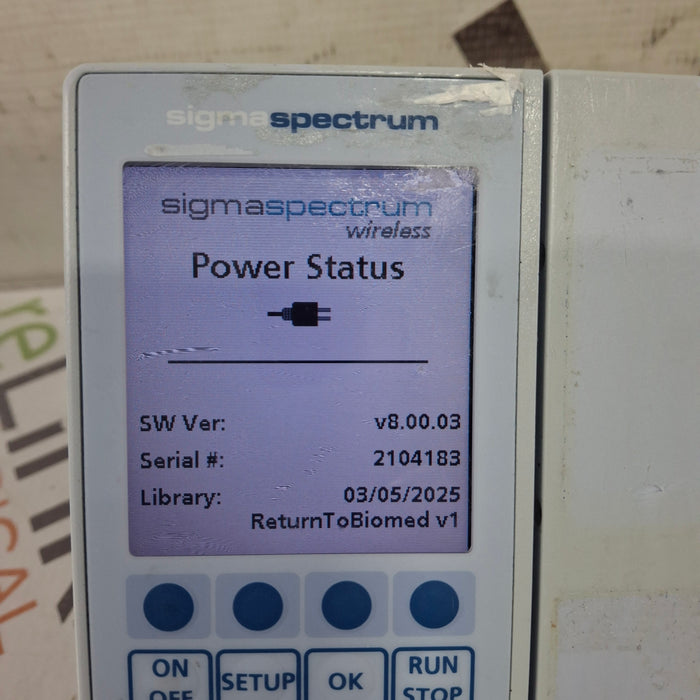 sigmaspectrum
sigmaspectrum
wireless
Power Status
SW Ver: v8.00.03
Serial #: 2104183
Library: 03/05/2025
ReturnToBiomed v1
ON
OFF
SETUP
OK
RUN
STOP